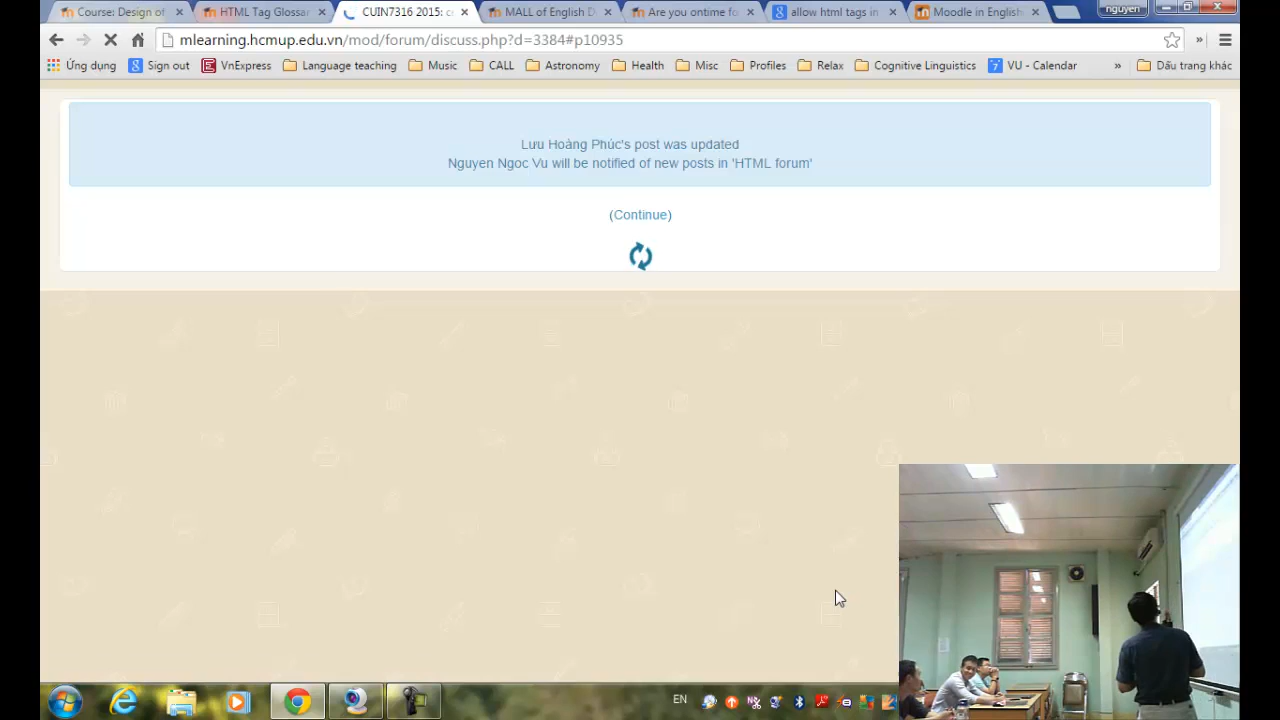 Course: Design of
HTML Tag Glossar
CUIN7316 2015: c
MALL of English D
Are you ontime fo
allow html tags in
Moodle in English
nguyen
mlearning.hcmup.edu.vn/mod/forum/discuss.php?d=3384#p10935
»
Ứng dụng
Sign out
VnExpress
Language teaching
Music
CALL
Astronomy
Health
Misc
Profiles
Relax
Cognitive Linguistics
7 VU - Calendar
»
Dấu trang khác
Lưu Hoàng Phúc's post was updated
Nguyen Ngoc Vu will be notified of new posts in 'HTML forum'
(Continue)
EN